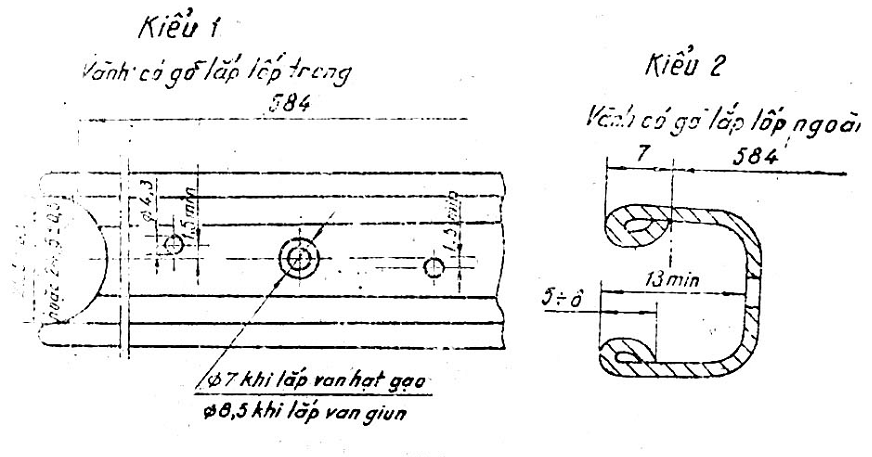 Kiểu 1
Vành có gờ lắp lốp trong
584
Kiểu 2
Vành có gờ lắp lốp ngoài
7
584
φ4,3
1,5 min
1,5 min
hoặc
13 min
5÷6
φ7 khi lắp van hạt gạo
φ8,5 khi lắp van giun